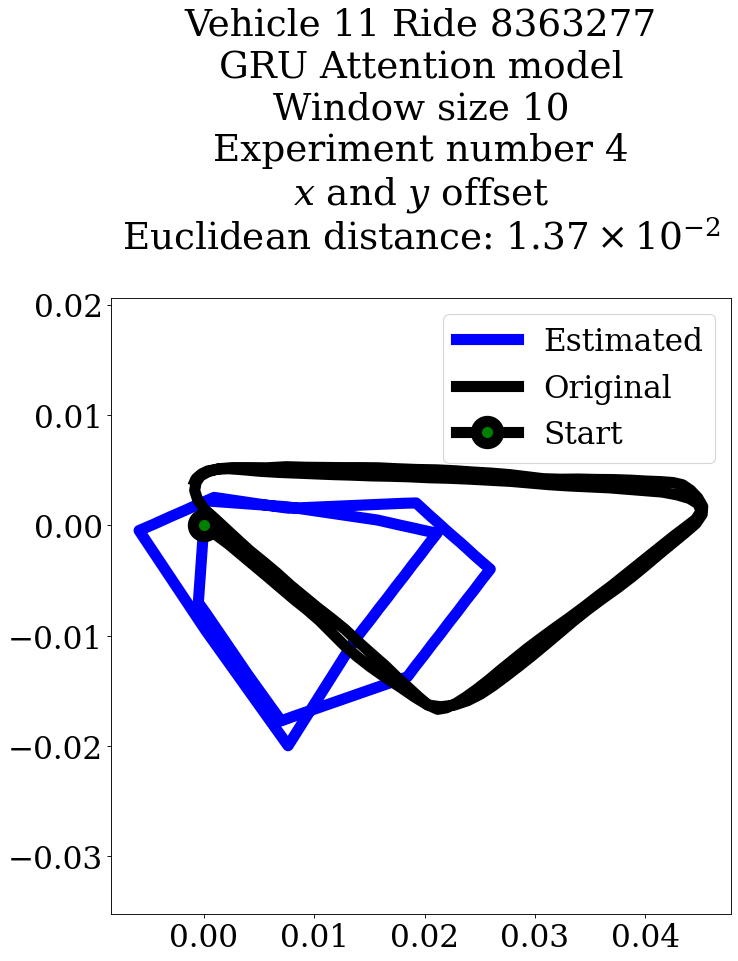 Vehicle 11 Ride 8363277
GRU Attention model
Window size 10
Experiment number 4
x and y offset
Euclidean distance: 1.37 × 10⁻²
0.02
0.01
0.00
−0.01
−0.02
−0.03
Estimated
Original
Start
0.00 0.01 0.02 0.03 0.04